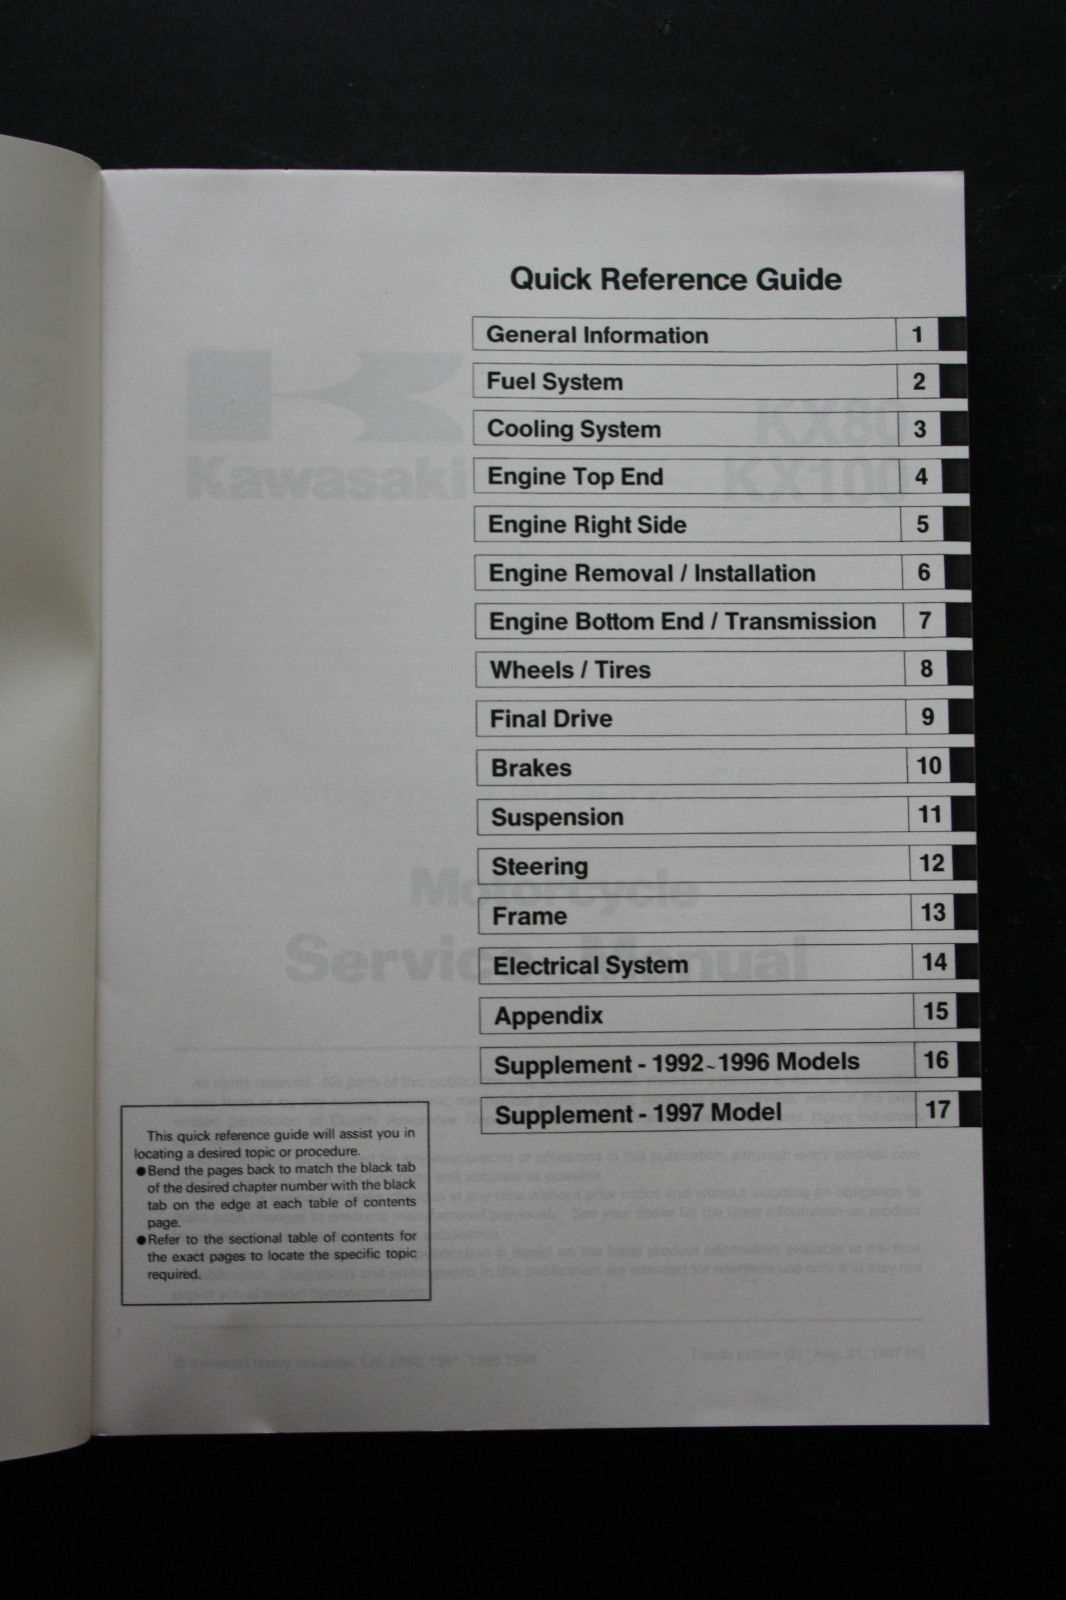 Quick Reference Guide
General Information 1
Fuel System 2
Cooling System 3
Engine Top End 4
Engine Right Side 5
Engine Removal / Installation 6
Engine Bottom End / Transmission 7
Wheels / Tires 8
Final Drive 9
Brakes 10
Suspension 11
Steering 12
Frame 13
Electrical System 14
Appendix 15
Supplement - 1992~1996 Models 16
Supplement - 1997 Model 17
This quick reference guide will assist you in
locating a desired topic or procedure.
●Bend the pages back to match the black tab
of the desired chapter number with the black
tab on the edge at each table of contents
page.
●Refer to the sectional table of contents for
the exact pages to locate the specific topic
required.
Kawasaki
KX80
KX100
Motorcycle
Service Manual